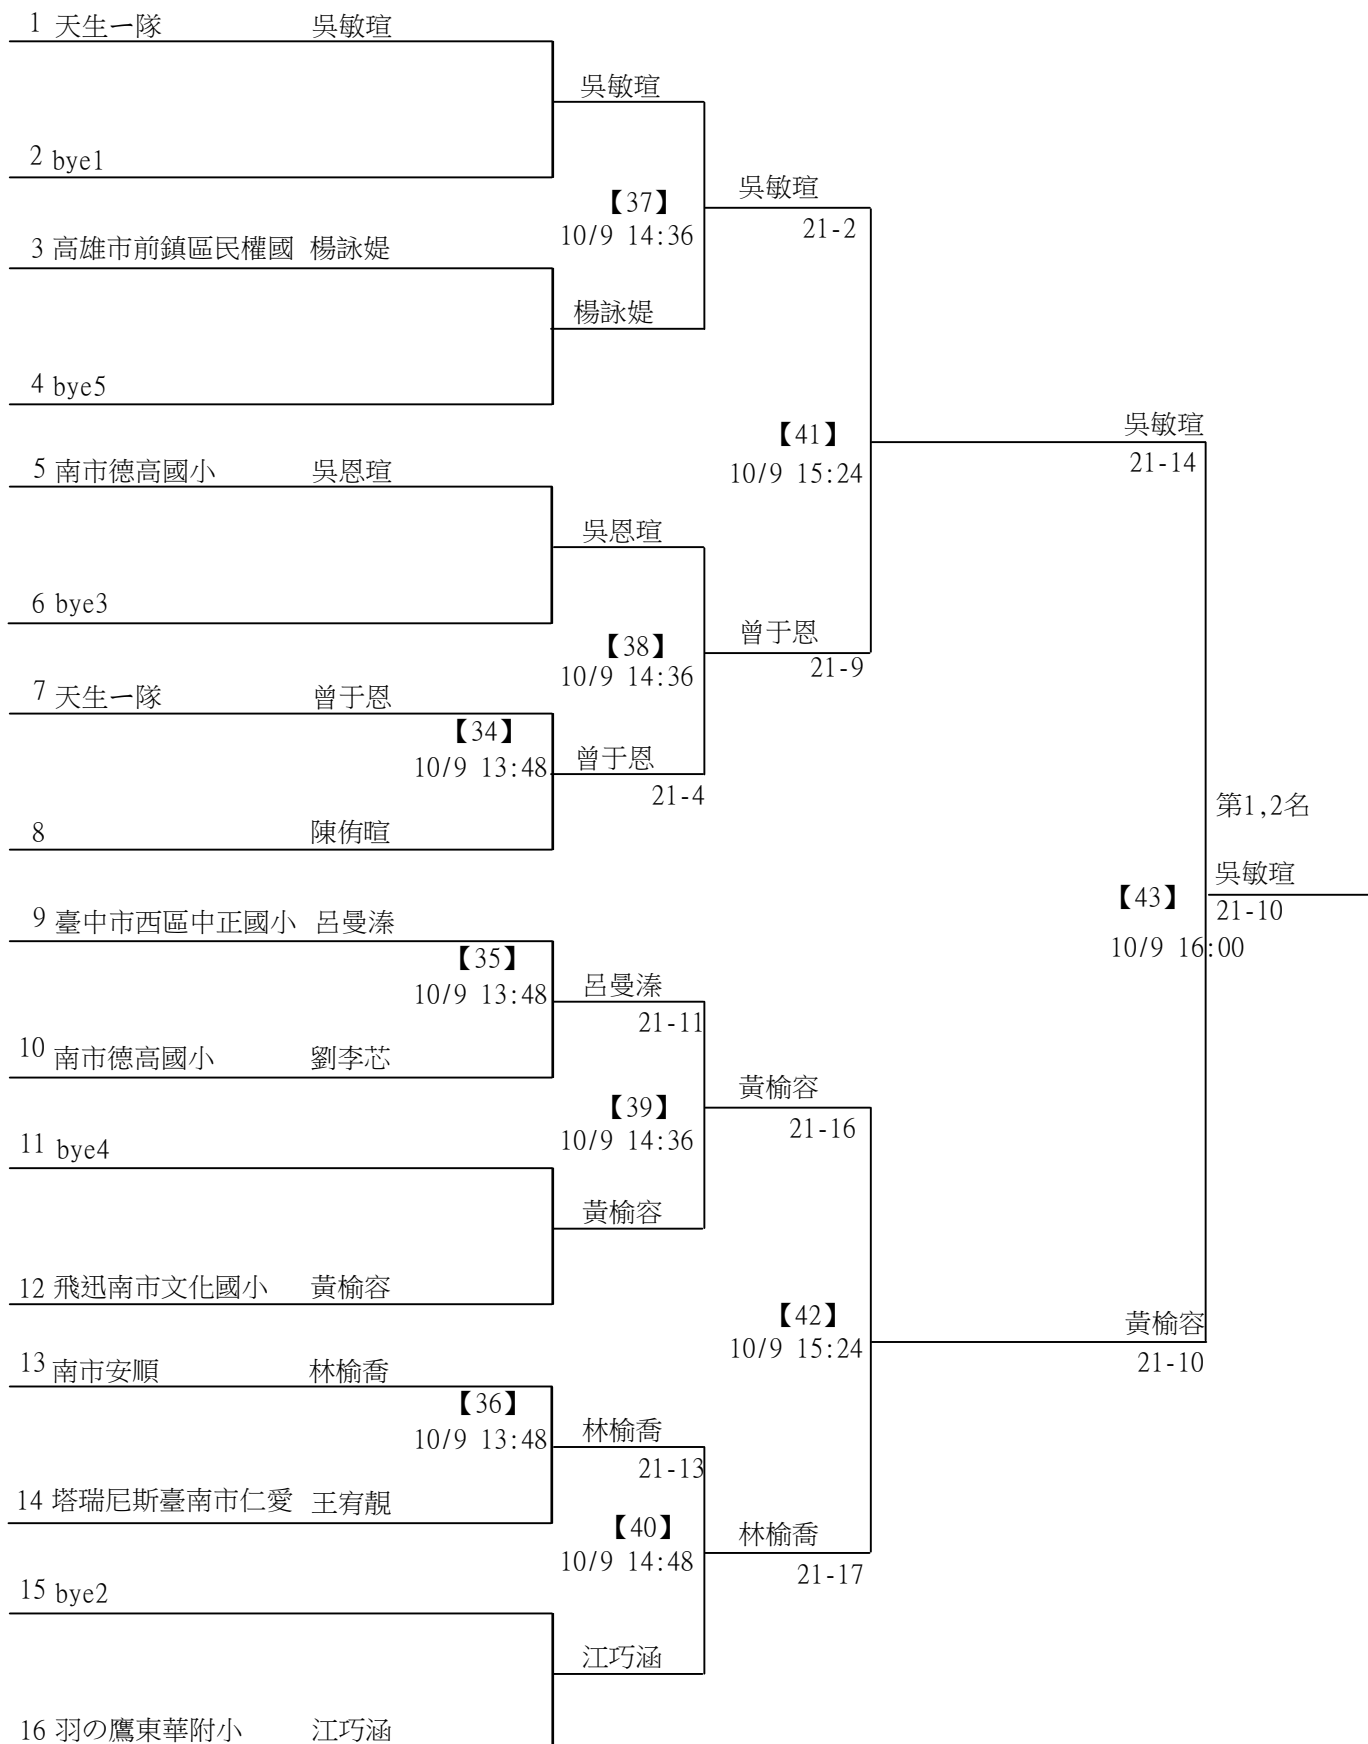 1 天生一隊 吳敏瑄
吳敏瑄
2 bye1
吳敏瑄
【37】
21-2
10/9 14:36
3 高雄市前鎮區民權國 楊詠媞
楊詠媞
4 bye5
吳敏瑄
【41】
21-14
5 南市德高國小 吳恩瑄
10/9 15:24
吳恩瑄
6 bye3
曾于恩
【38】
21-9
10/9 14:36
7 天生一隊 曾于恩
【34】
曾于恩
10/9 13:48
21-4
第1,2名
8 陳侑暄
吳敏瑄
【43】
21-10
9 臺中市西區中正國小 呂曼溱
10/9 16:00
【35】
呂曼溱
10/9 13:48
21-11
10 南市德高國小 劉李芯
黃榆容
【39】
21-16
10/9 14:36
11 bye4
黃榆容
12 飛迅南市文化國小 黃榆容
【42】
黃榆容
10/9 15:24
21-10
13 南市安順 林榆喬
【36】
林榆喬
10/9 13:48
21-13
14 塔瑞尼斯臺南市仁愛 王宥靚
【40】
林榆喬
10/9 14:48
21-17
15 bye2
江巧涵
16 羽の鷹東華附小 江巧涵